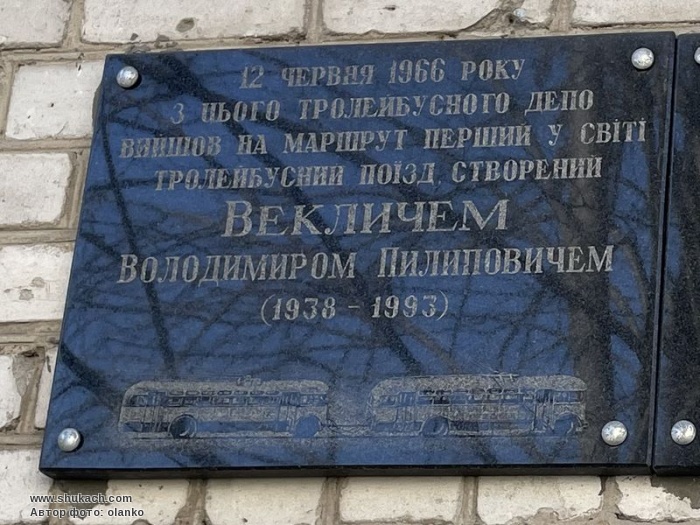 12 ЧЕРВНЯ 1966 РОКУ
З ЦЬОГО ТРОЛЕЙБУСНОГО ДЕПО
ВИЙШОВ НА МАРШРУТ ПЕРШИЙ У СВІТІ
ТРОЛЕЙБУСНИЙ ПОЇЗД СТВОРЕНИЙ
ВЕКЛИЧЕМ
ВОЛОДИМИРОМ ПИЛИПОВИЧЕМ
(1938 – 1993)
www.shukach.com
Автор фото: olanko